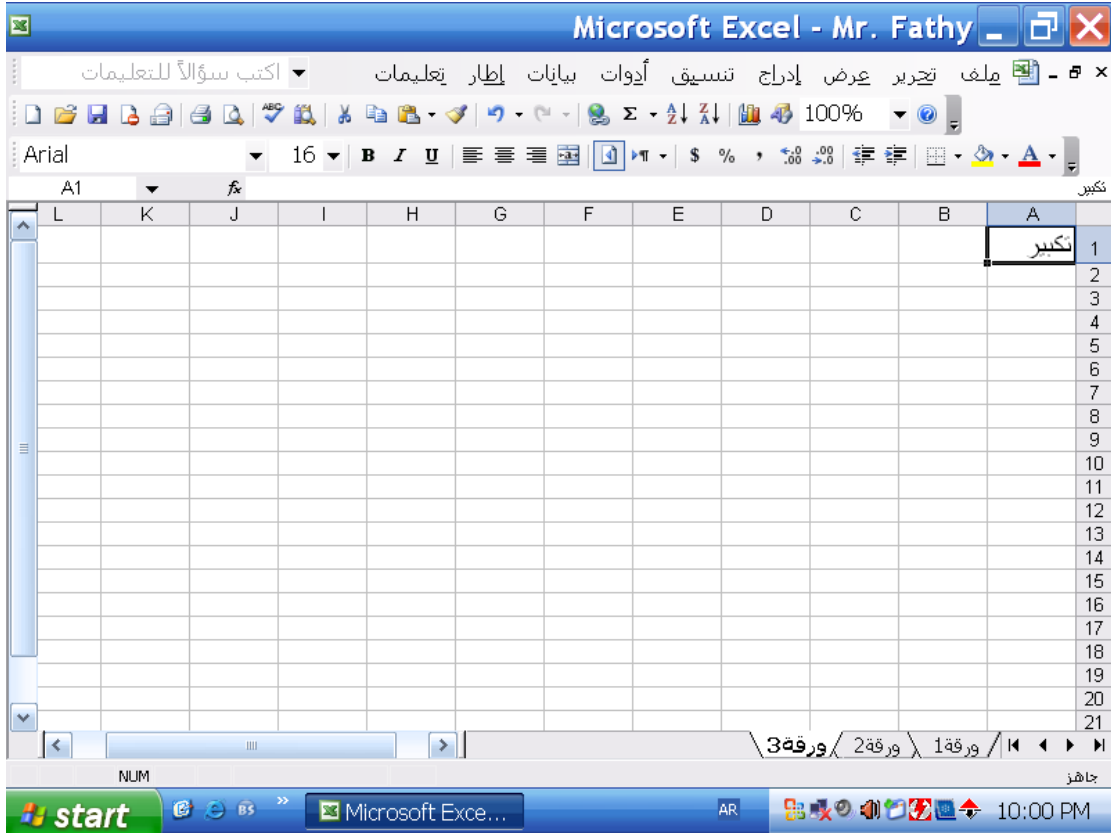 Microsoft Excel - Mr. Fathy
ملف تحرير عرض إدراج تنسيق أدوات بيانات إطار تعليمات اكتب سؤالاً للتعليمات
100%
Arial 16 B I U $ % ,
A1 fx تكبير
L K J I H G F E D C B A
تكبير 1
2
3
4
5
6
7
8
9
10
11
12
13
14
15
16
17
18
19
20
21
ورقة1 ورقة2 ورقة3
جاهز NUM
start BS » Microsoft Exce... AR 10:00 PM